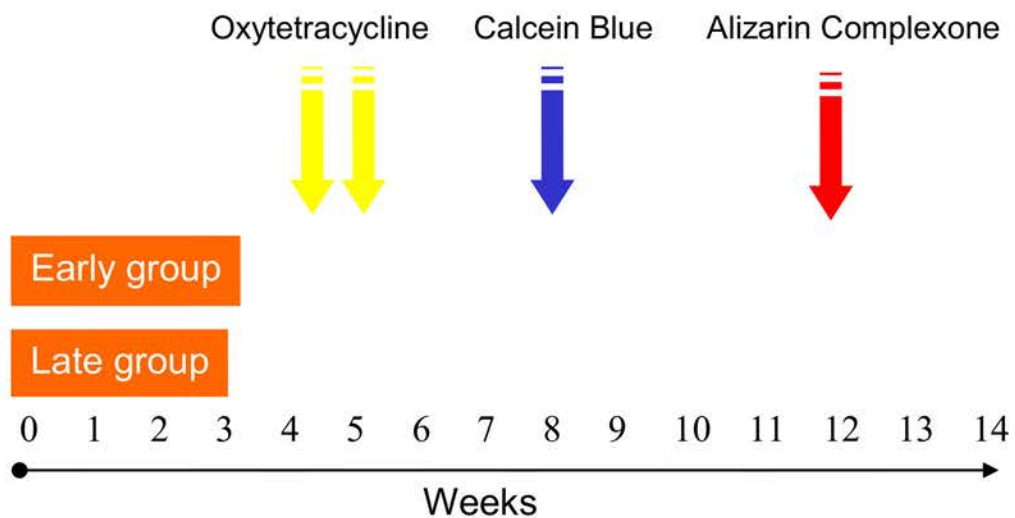 Oxytetracycline Calcein Blue Alizarin Complexone
Early group
Late group
0 1 2 3 4 5 6 7 8 9 10 11 12 13 14
Weeks